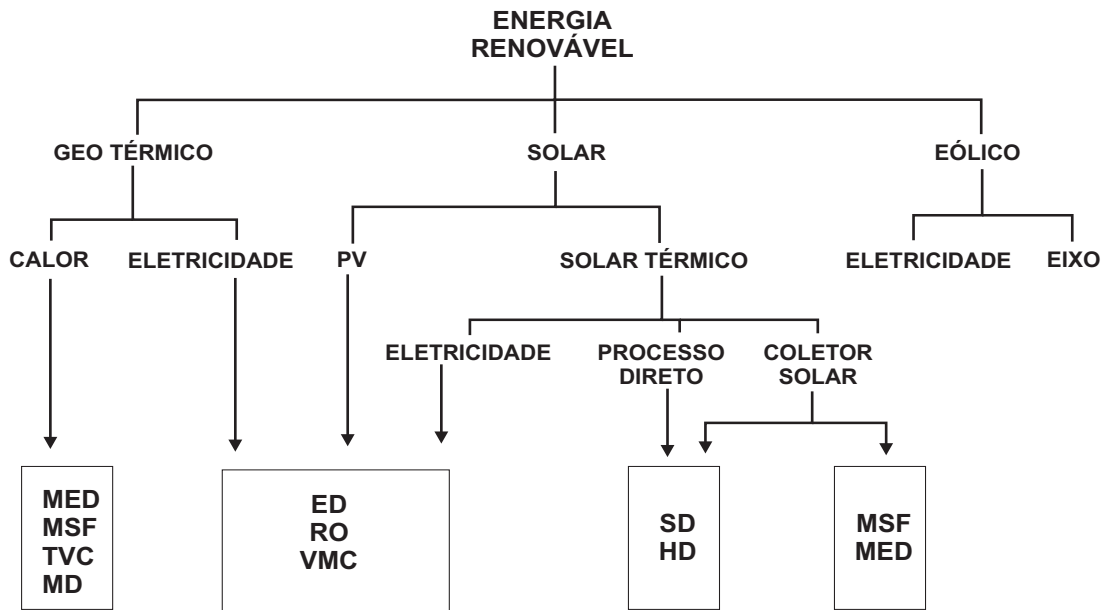 ENERGIA
RENOVÁVEL
GEO TÉRMICO
SOLAR
EÓLICO
CALOR
ELETRICIDADE
PV
SOLAR TÉRMICO
ELETRICIDADE
EIXO
ELETRICIDADE
PROCESSO
DIRETO
COLETOR
SOLAR
MED
MSF
TVC
MD
ED
RO
VMC
SD
HD
MSF
MED